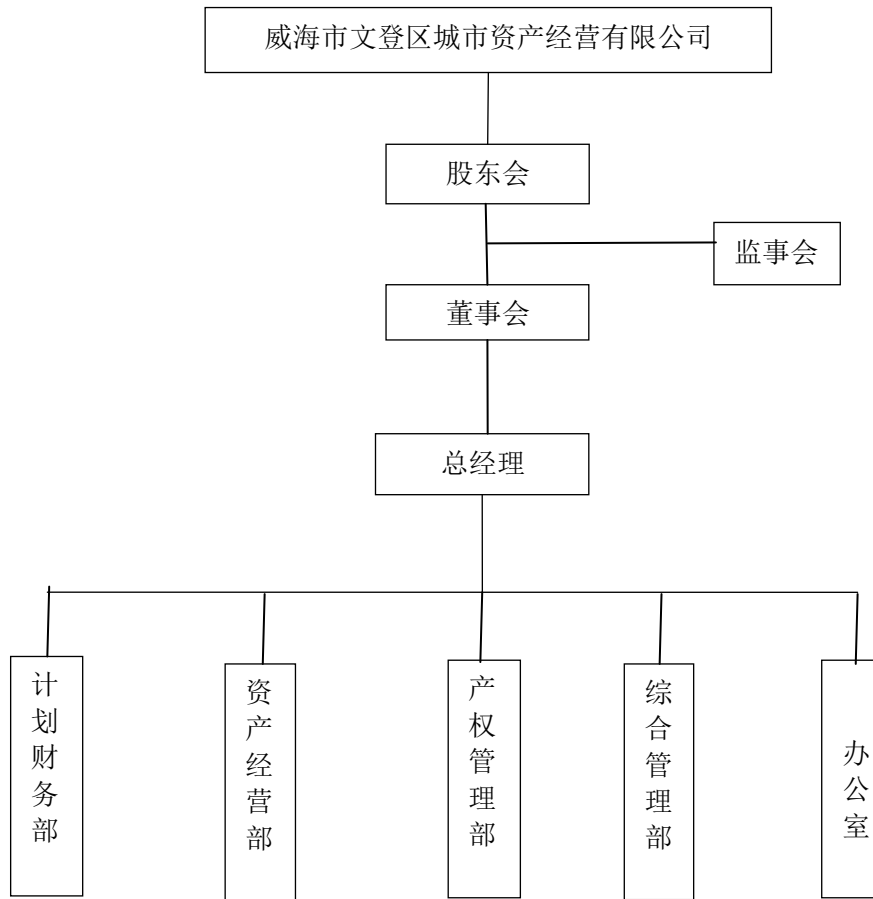 威海市文登区城市资产经营有限公司
股东会
监事会
董事会
总经理
计划财务部
资产经营部
产权管理部
综合管理部
办公室